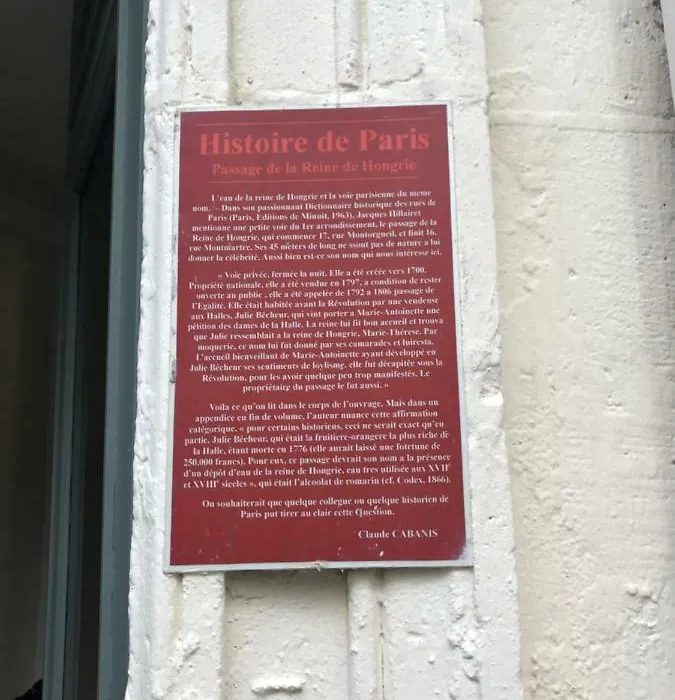 Histoire de Paris
Passage de la Reine de Hongrie
L'eau de la reine de Hongrie et la voie parisienne du meme
nom. - Dans son passionnant Dictionnaire historique des rues de
Paris (Paris, Editions de Minuit, 1963), Jacques Hillairet
mentionne une petite voie du 1er arrondissement, le passage de la
Reine de Hongrie, qui commence 17, rue Montorgueil, et finit 16,
rue Montmartre. Ses 45 méters de long ne ssont pas de nature a lui
donner la célébrité. Aussi bien est-ce son nom qui nous intéresse ici.
« Voie privée, fermée la nuit. Elle a été créée vers 1700.
Propriété nationale, elle a été vendue en 1797, a condition de rester
ouverte au public , elle a été appelée de 1792 a 1806 passage de
l'Egalité. Elle était habitée avant la Révolution par une vendeuse
aux Halles, Julie Bécheur, qui vint porter a Marie-Antoinette une
pétition des dames de la Halle. La reine lui fit bon accueil et trouva
que Julie ressemblait a la reine de Hongrie, Marie-Thérese. Par
moquerie, ce nom lui fut donné par ses camarades et luiresta.
L'accueil bienveillant de Marie-Antoinette ayant développé en
Julie Bécheur ses sentiments de loylismg, elle fut décapitée sous la
Révolution, pour les avoir quelque peu trop manifestés. Le
propriétaire du passage le fut aussi. »
Voila ce qu'on lit dans le corps de l'ouvrage. Mais dans un
appendice en fin de volume, l'auteur nuance cette affirmation
catégorique, « pour certains historiens, ceci ne serait exact qu'en
partie, Julie Bécheur, qui était la fruitiere-orangere la plus riche de
la Halle, étant morte en 1776 (elle aurait laissé une fotrtune de
250.000 francs). Pour eux, ce passage devrait son nom a la présence
d'un dépôt d'eau de la reine de Hongrie, eau tres utilisée aux XVIIe
et XVIIIe siecles », qui était l'alcoolat de romarin (cf. Codex, 1866).
On souhaiterait que quelque collegue ou quelque historien de
Paris put tirer au clair cette Question.
Claude CABANIS